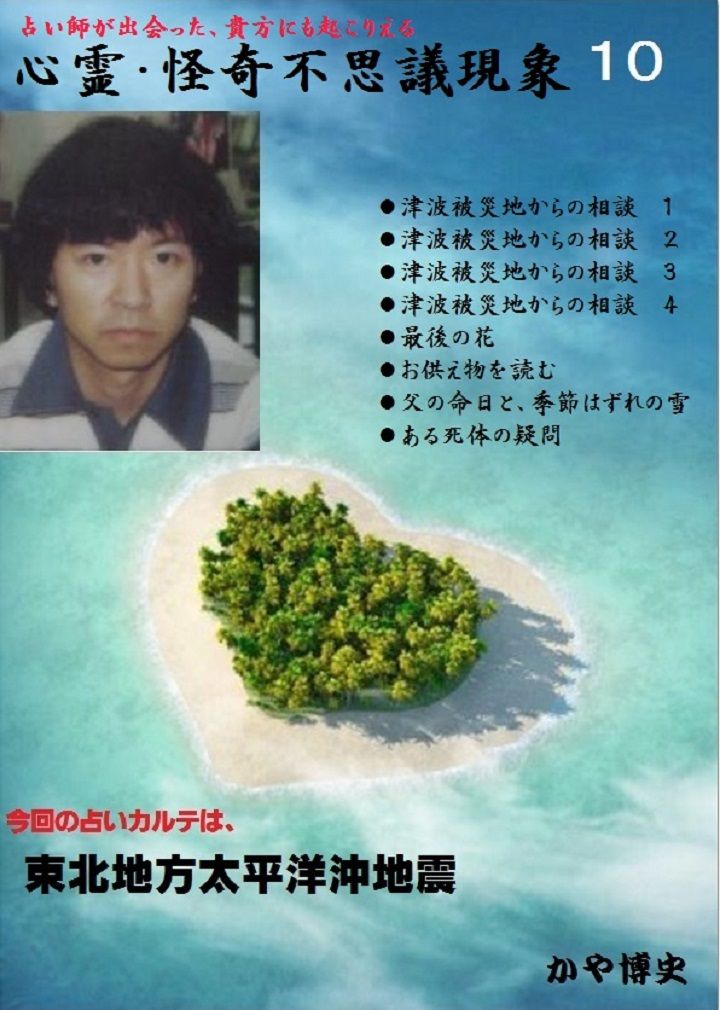 占い師が出会った、貴方にも起こりえる
心霊・怪奇不思議現象 10
●津波被災地からの相談 1
●津波被災地からの相談 2
●津波被災地からの相談 3
●津波被災地からの相談 4
●最後の花
●お供え物を読む
●父の命日と、季節はずれの雪
●ある死体の疑問
今回の占いカルテは、
東北地方太平洋沖地震
かや博史